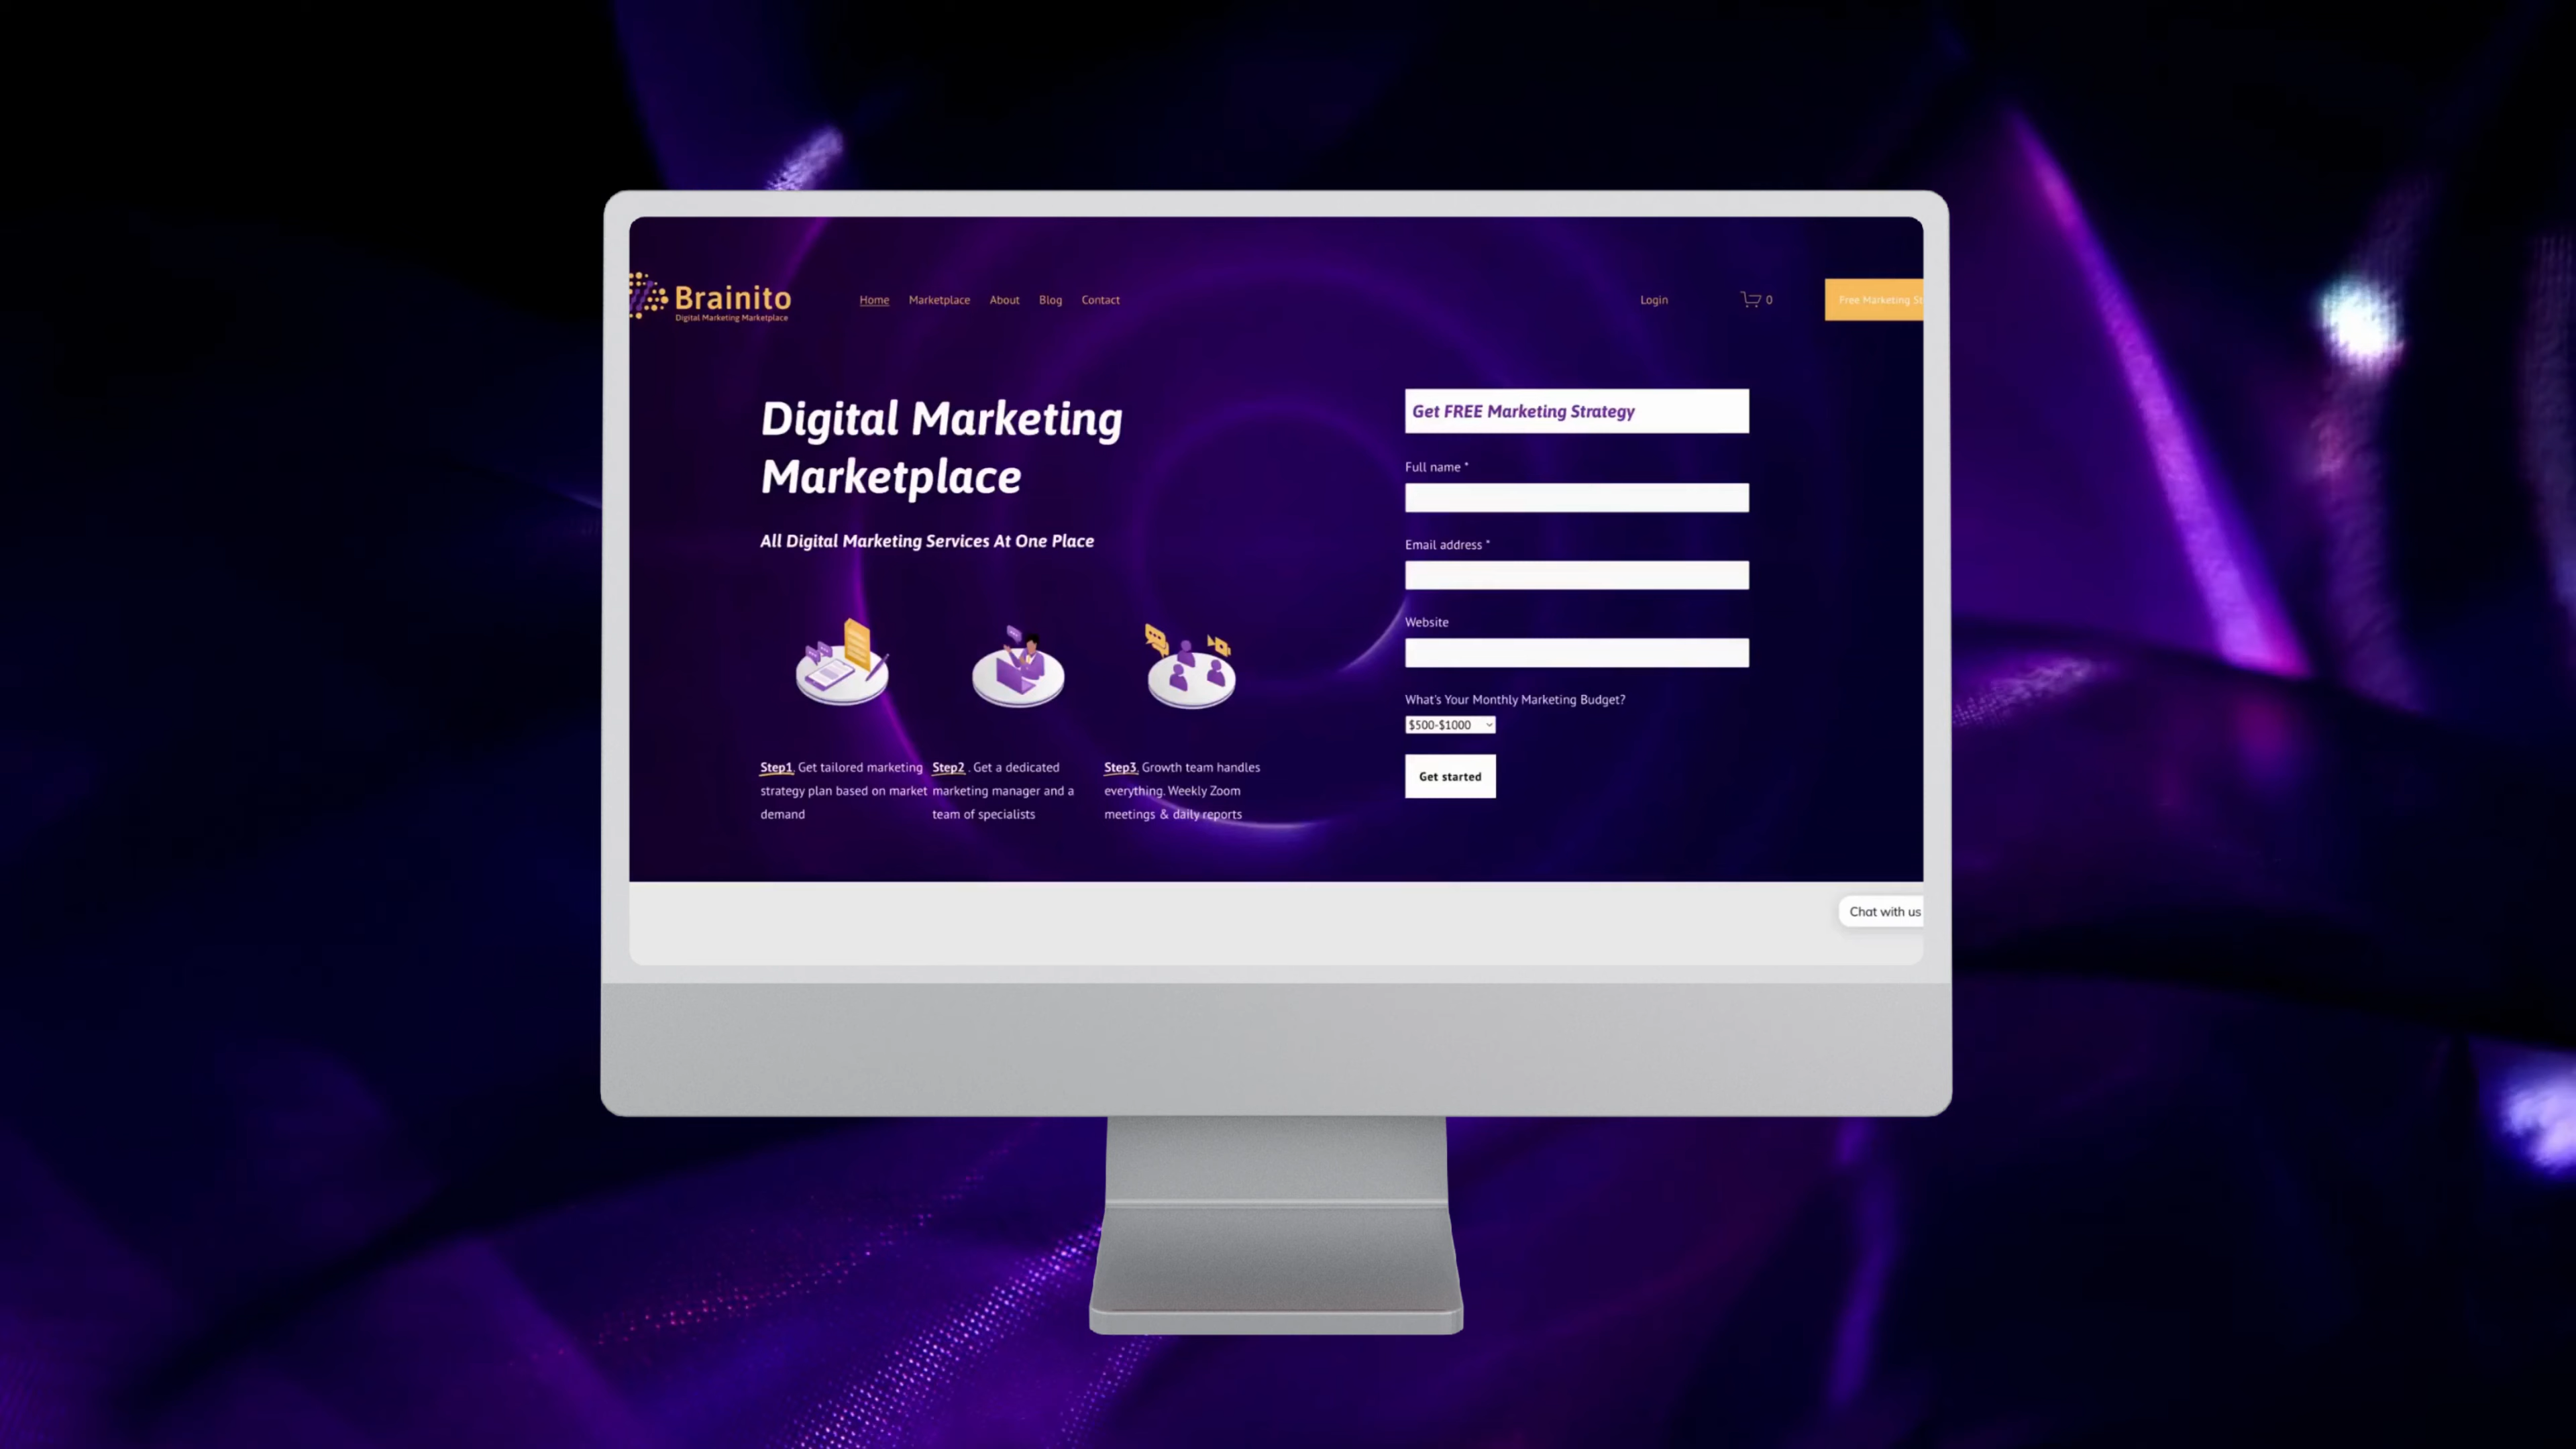 Brainito
Digital Marketing Marketplace
Home Marketplace About Blog Contact
Login
0
Free Marketing
Digital Marketing
Marketplace
All Digital Marketing Services At One Place
Step1. Get tailored marketing
strategy plan based on market
demand
Step2 . Get a dedicated
marketing manager and a
team of specialists
Step3. Growth team handles
everything. Weekly Zoom
meetings & daily reports
Get FREE Marketing Strategy
Full name *
Email address *
Website
What's Your Monthly Marketing Budget?
$500-$1000
Get started
Chat with us